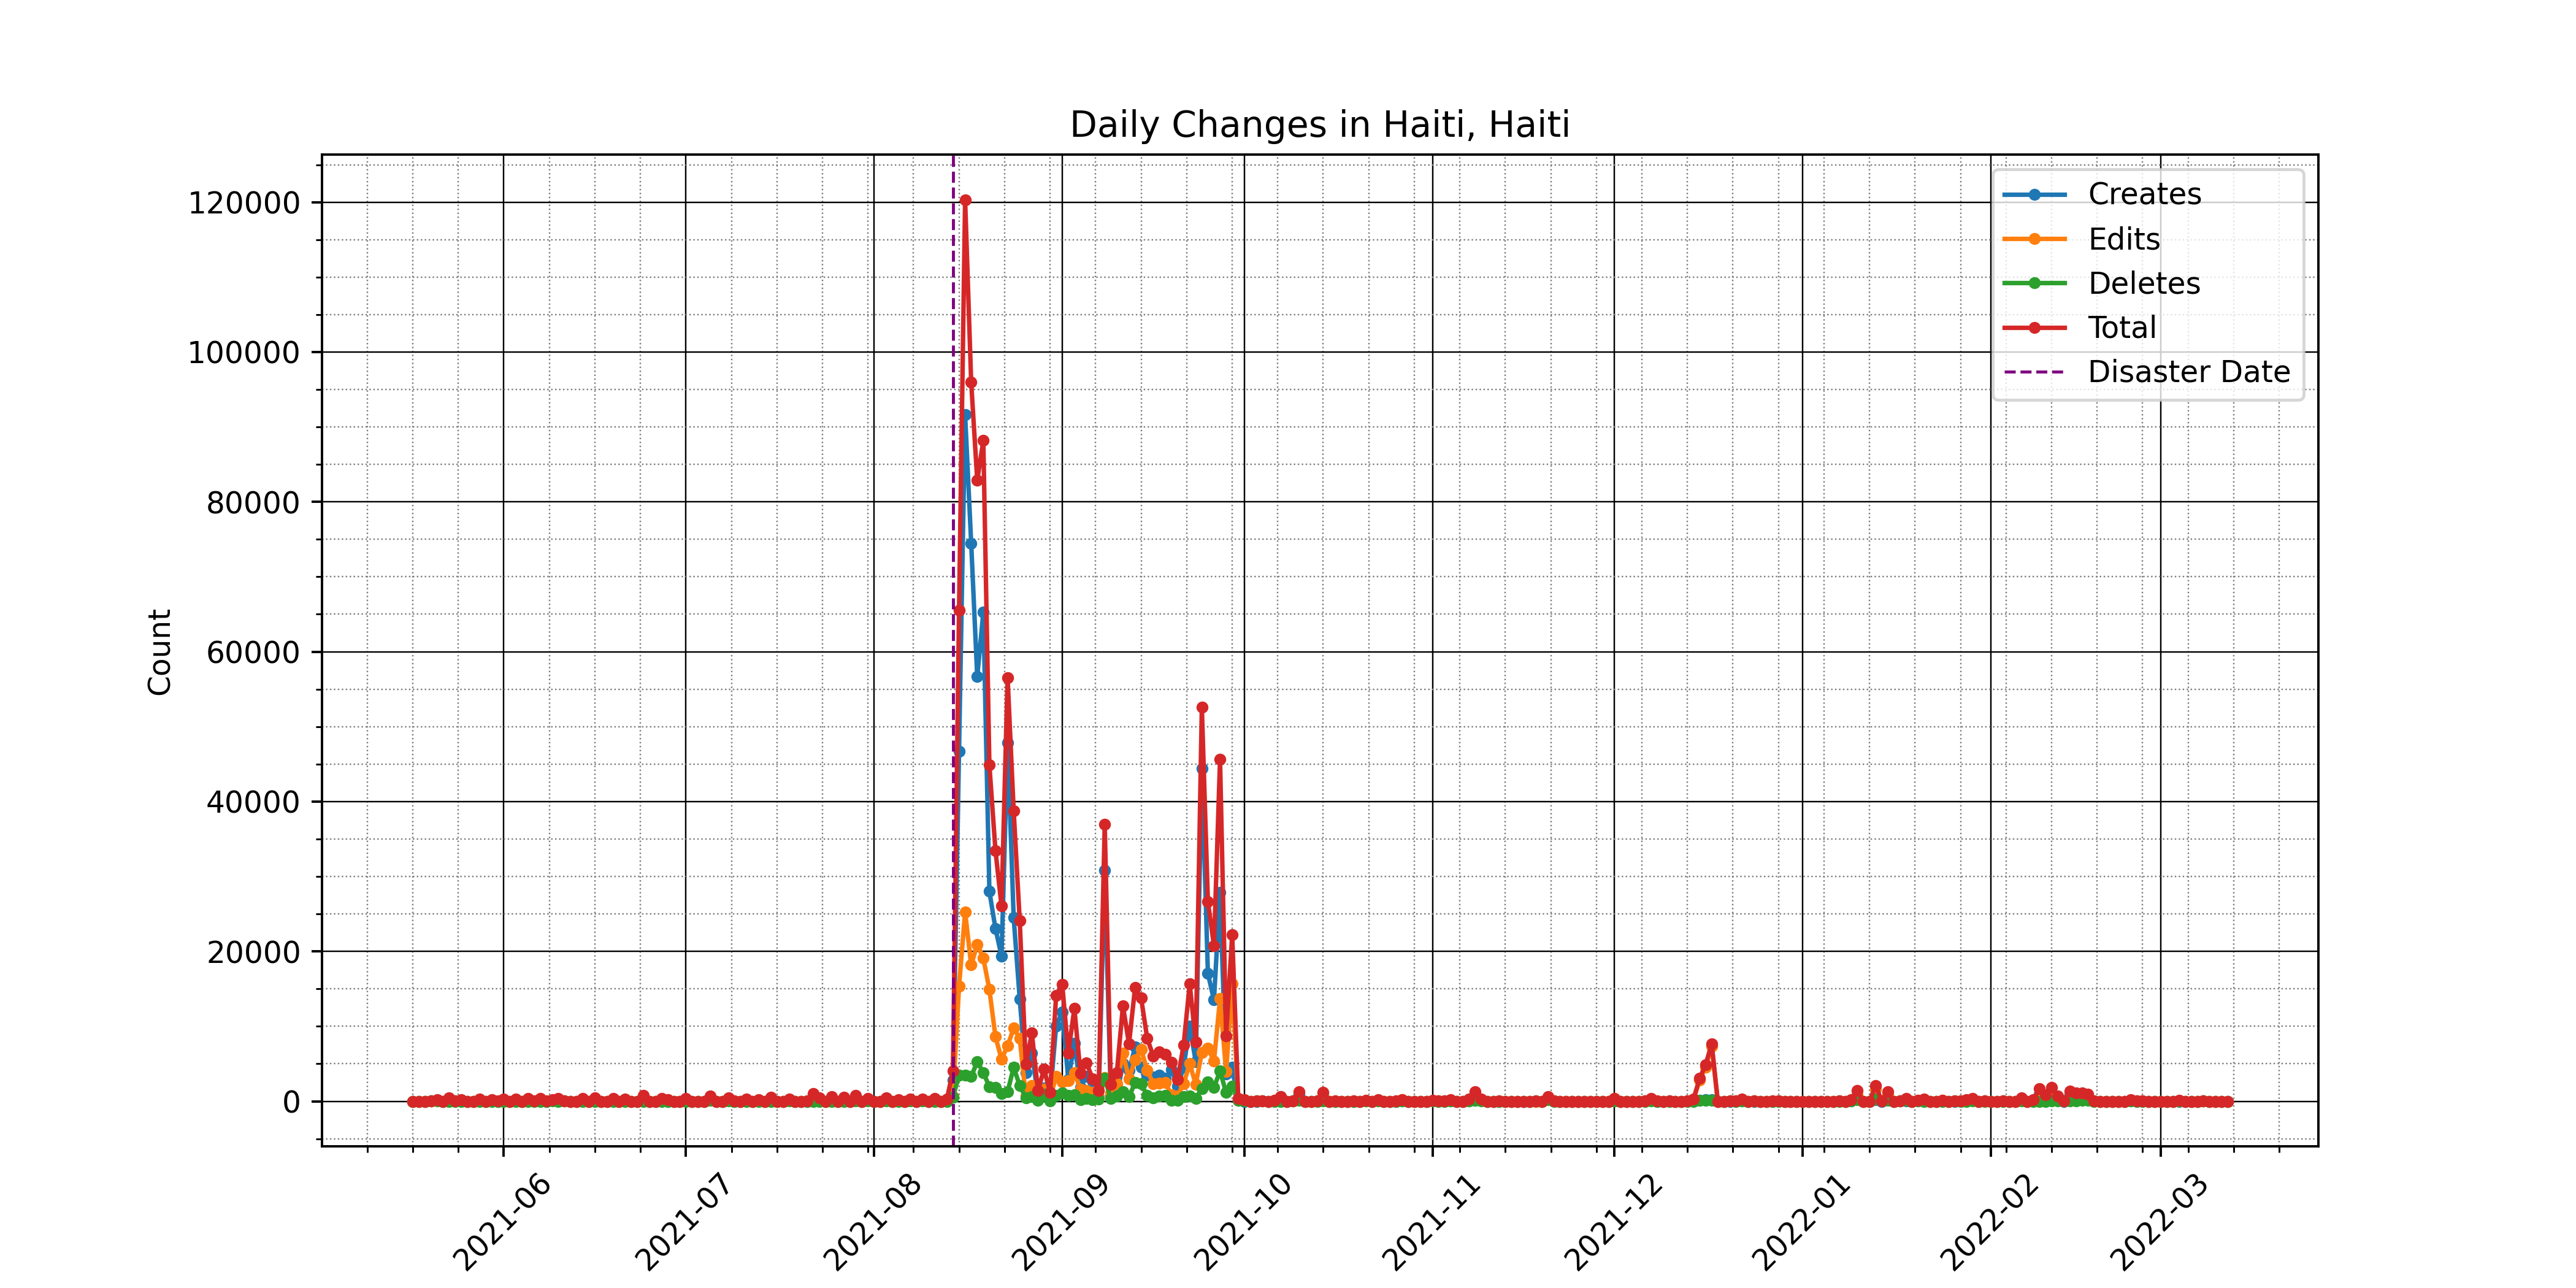 Daily Changes in Haiti, Haiti
120000
100000
80000
60000
40000
20000
0
Count
Creates
Edits
Deletes
Total
Disaster Date
2021-06
2021-07
2021-08
2021-09
2021-10
2021-11
2021-12
2022-01
2022-02
2022-03